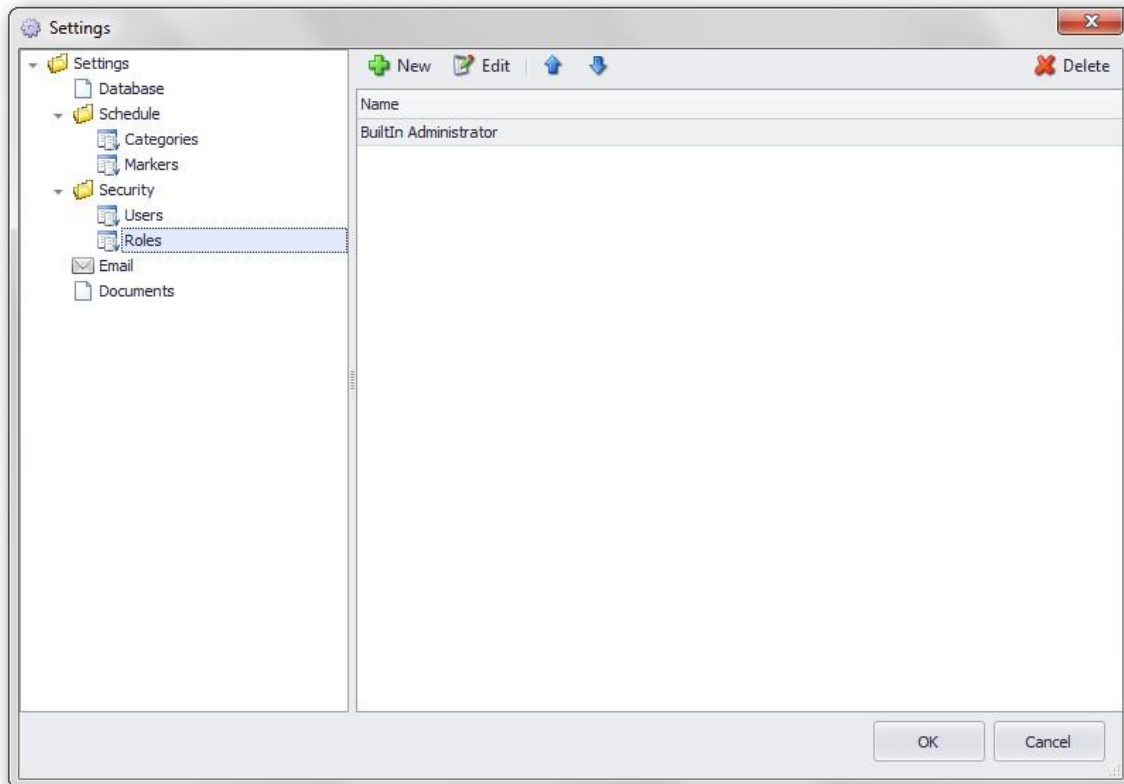 Settings
Settings
Database
Schedule
Categories
Markers
Security
Users
Roles
Email
Documents
New Edit Delete
Name
BuiltIn Administrator
OK Cancel